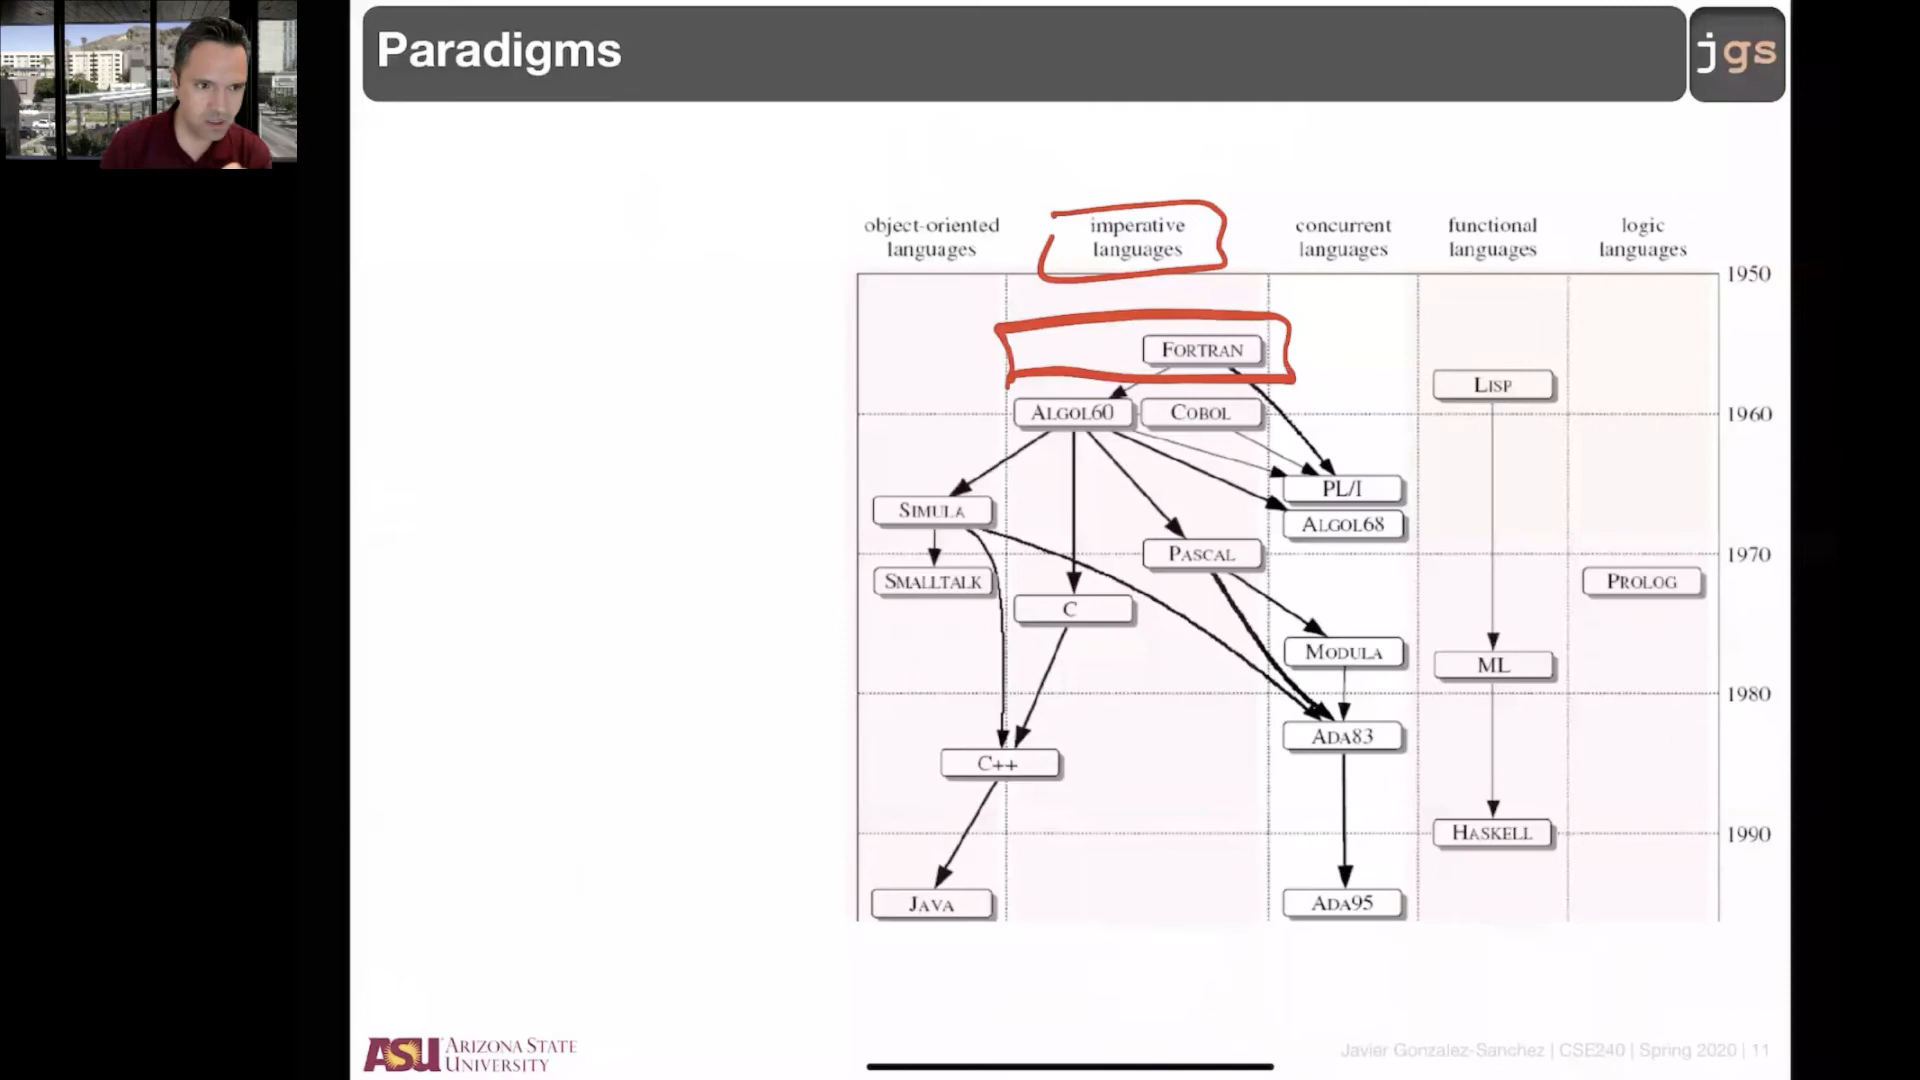 Paradigms
jgs
object-oriented
languages
imperative
languages
concurrent
languages
functional
languages
logic
languages
1950
FORTRAN
LISP
ALGOL60
COBOL
1960
PL/I
SIMULA
ALGOL68
PASCAL
1970
SMALLTALK
PROLOG
C
MODULA
ML
1980
ADA83
C++
HASKELL
1990
JAVA
ADA95
ASU ARIZONA STATE
UNIVERSITY
Javier Gonzalez-Sanchez | CSE240 | Spring 2020 | 11